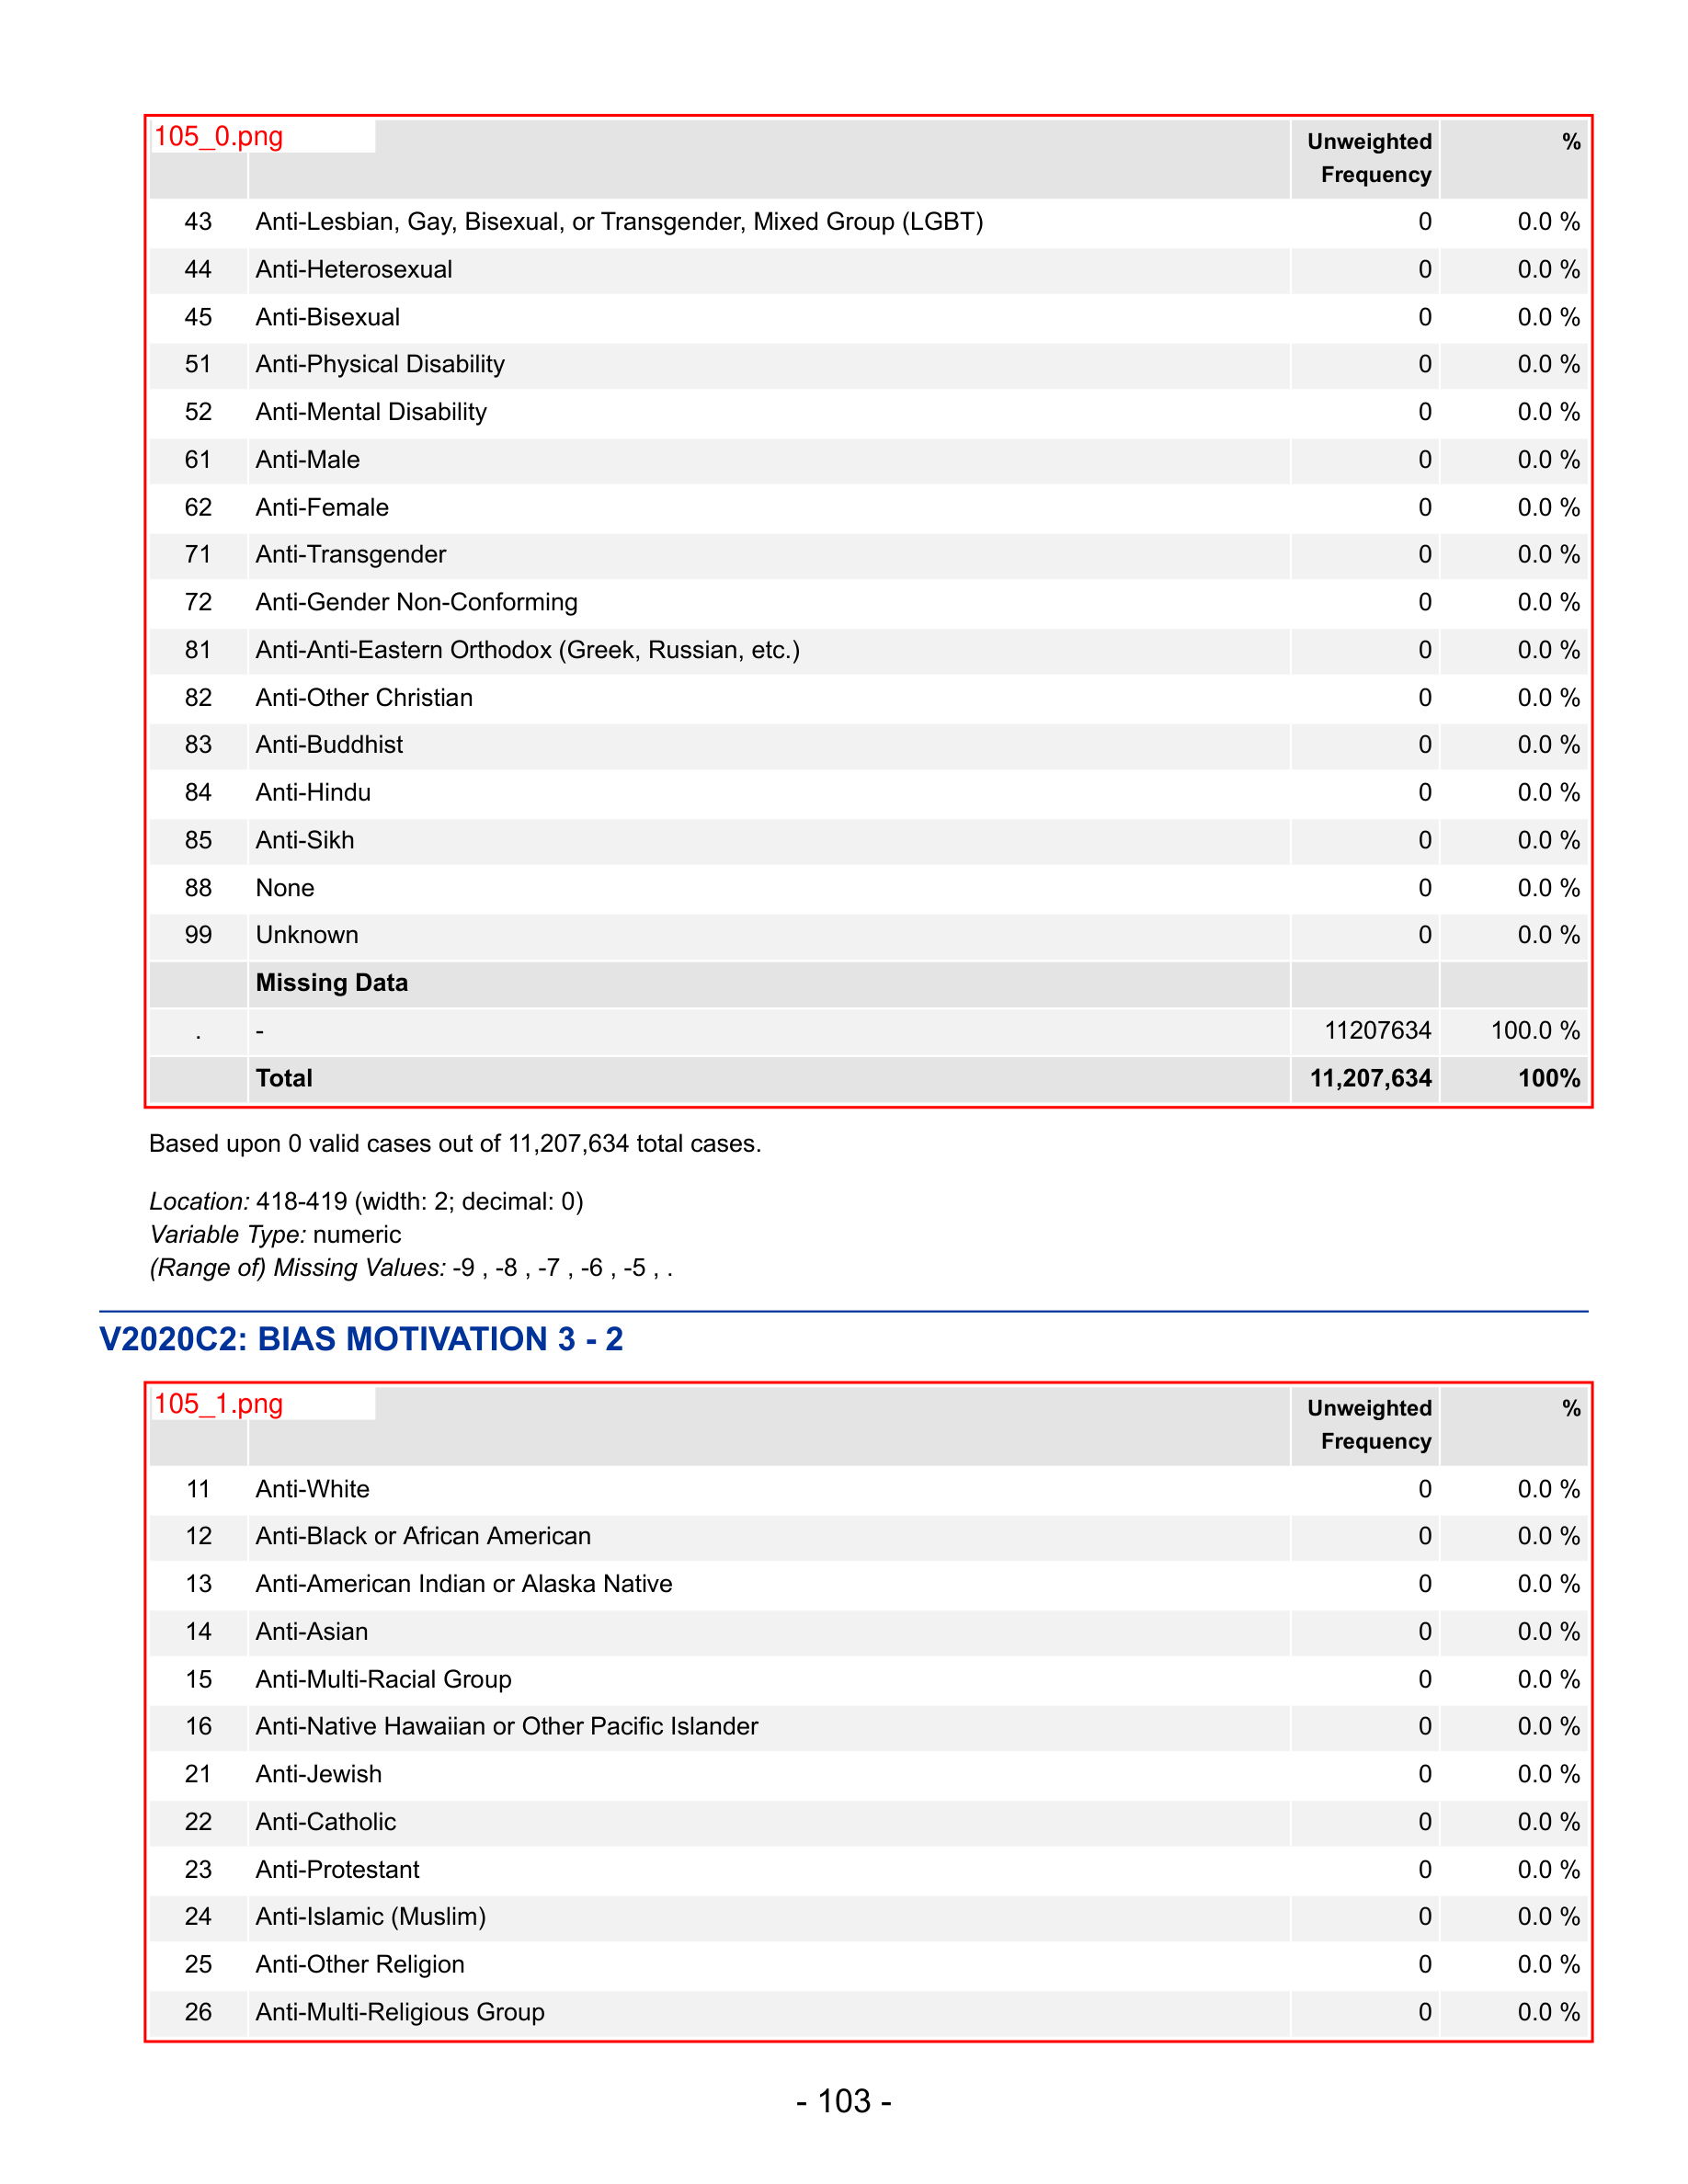 105_0.png
Unweighted Frequency %
43 Anti-Lesbian, Gay, Bisexual, or Transgender, Mixed Group (LGBT) 0 0.0 %
44 Anti-Heterosexual 0 0.0 %
45 Anti-Bisexual 0 0.0 %
51 Anti-Physical Disability 0 0.0 %
52 Anti-Mental Disability 0 0.0 %
61 Anti-Male 0 0.0 %
62 Anti-Female 0 0.0 %
71 Anti-Transgender 0 0.0 %
72 Anti-Gender Non-Conforming 0 0.0 %
81 Anti-Anti-Eastern Orthodox (Greek, Russian, etc.) 0 0.0 %
82 Anti-Other Christian 0 0.0 %
83 Anti-Buddhist 0 0.0 %
84 Anti-Hindu 0 0.0 %
85 Anti-Sikh 0 0.0 %
88 None 0 0.0 %
99 Unknown 0 0.0 %
Missing Data
. - 11207634 100.0 %
Total 11,207,634 100%
Based upon 0 valid cases out of 11,207,634 total cases.
Location: 418-419 (width: 2; decimal: 0)
Variable Type: numeric
(Range of) Missing Values: -9 , -8 , -7 , -6 , -5 , .
V2020C2: BIAS MOTIVATION 3 - 2
105_1.png
Unweighted Frequency %
11 Anti-White 0 0.0 %
12 Anti-Black or African American 0 0.0 %
13 Anti-American Indian or Alaska Native 0 0.0 %
14 Anti-Asian 0 0.0 %
15 Anti-Multi-Racial Group 0 0.0 %
16 Anti-Native Hawaiian or Other Pacific Islander 0 0.0 %
21 Anti-Jewish 0 0.0 %
22 Anti-Catholic 0 0.0 %
23 Anti-Protestant 0 0.0 %
24 Anti-Islamic (Muslim) 0 0.0 %
25 Anti-Other Religion 0 0.0 %
26 Anti-Multi-Religious Group 0 0.0 %
- 103 -